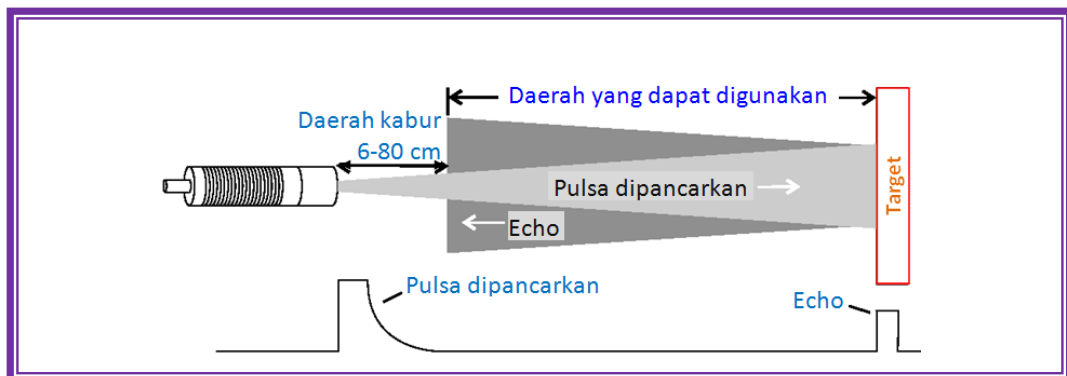 Daerah yang dapat digunakan
Daerah kabur
6-80 cm
Pulsa dipancarkan
Target
Echo
Pulsa dipancarkan
Echo